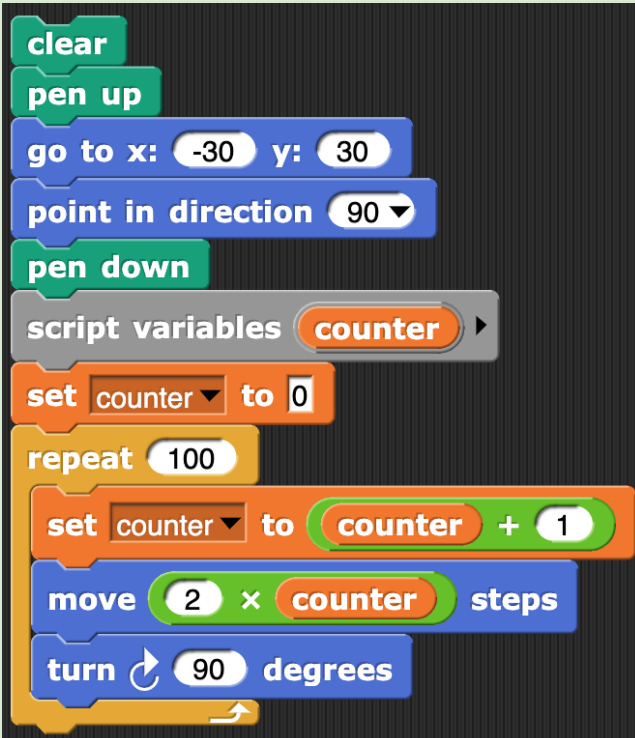 clear
pen up
go to x: -30 y: 30
point in direction 90
pen down
script variables counter
set counter to 0
repeat 100
set counter to counter + 1
move 2 × counter steps
turn 90 degrees